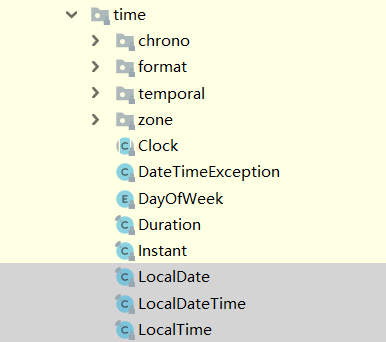 time
chrono
format
temporal
zone
Clock
DateTimeException
DayOfWeek
Duration
Instant
LocalDate
LocalDateTime
LocalTime